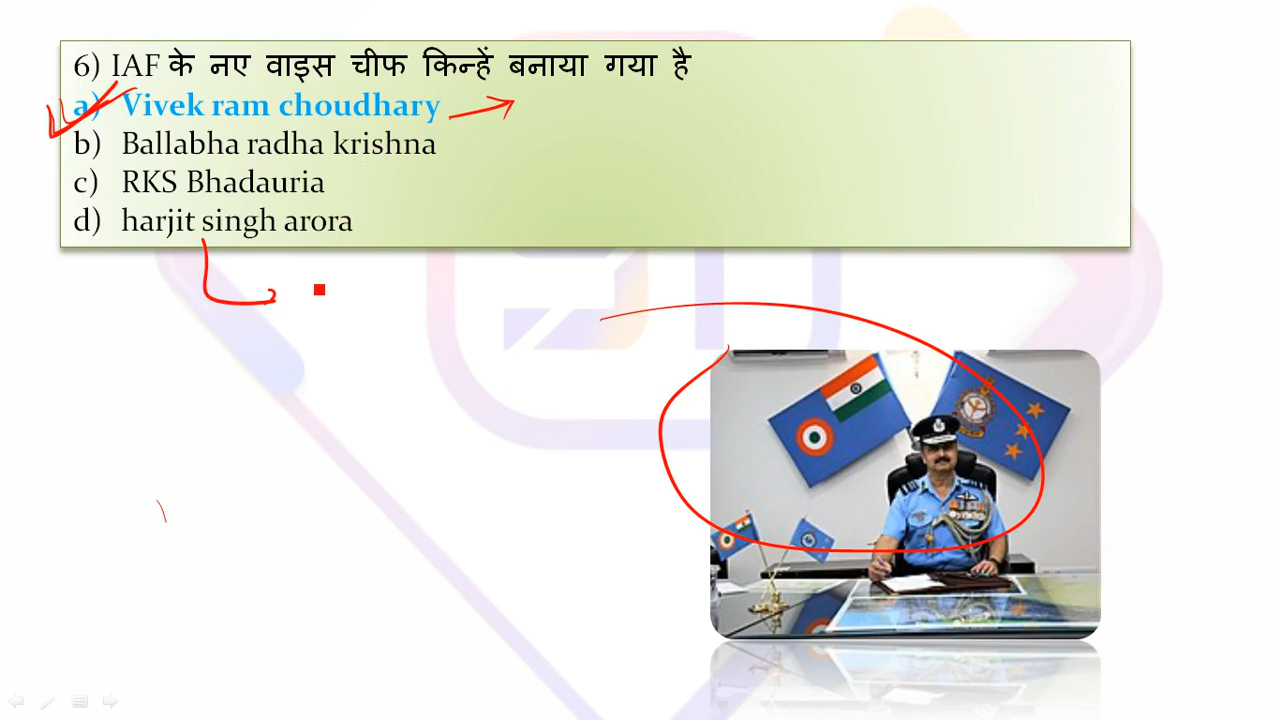 6) IAF के नए वाइस चीफ किन्हें बनाया गया है
a) Vivek ram choudhary
b) Ballabha radha krishna
c) RKS Bhadauria
d) harjit singh arora